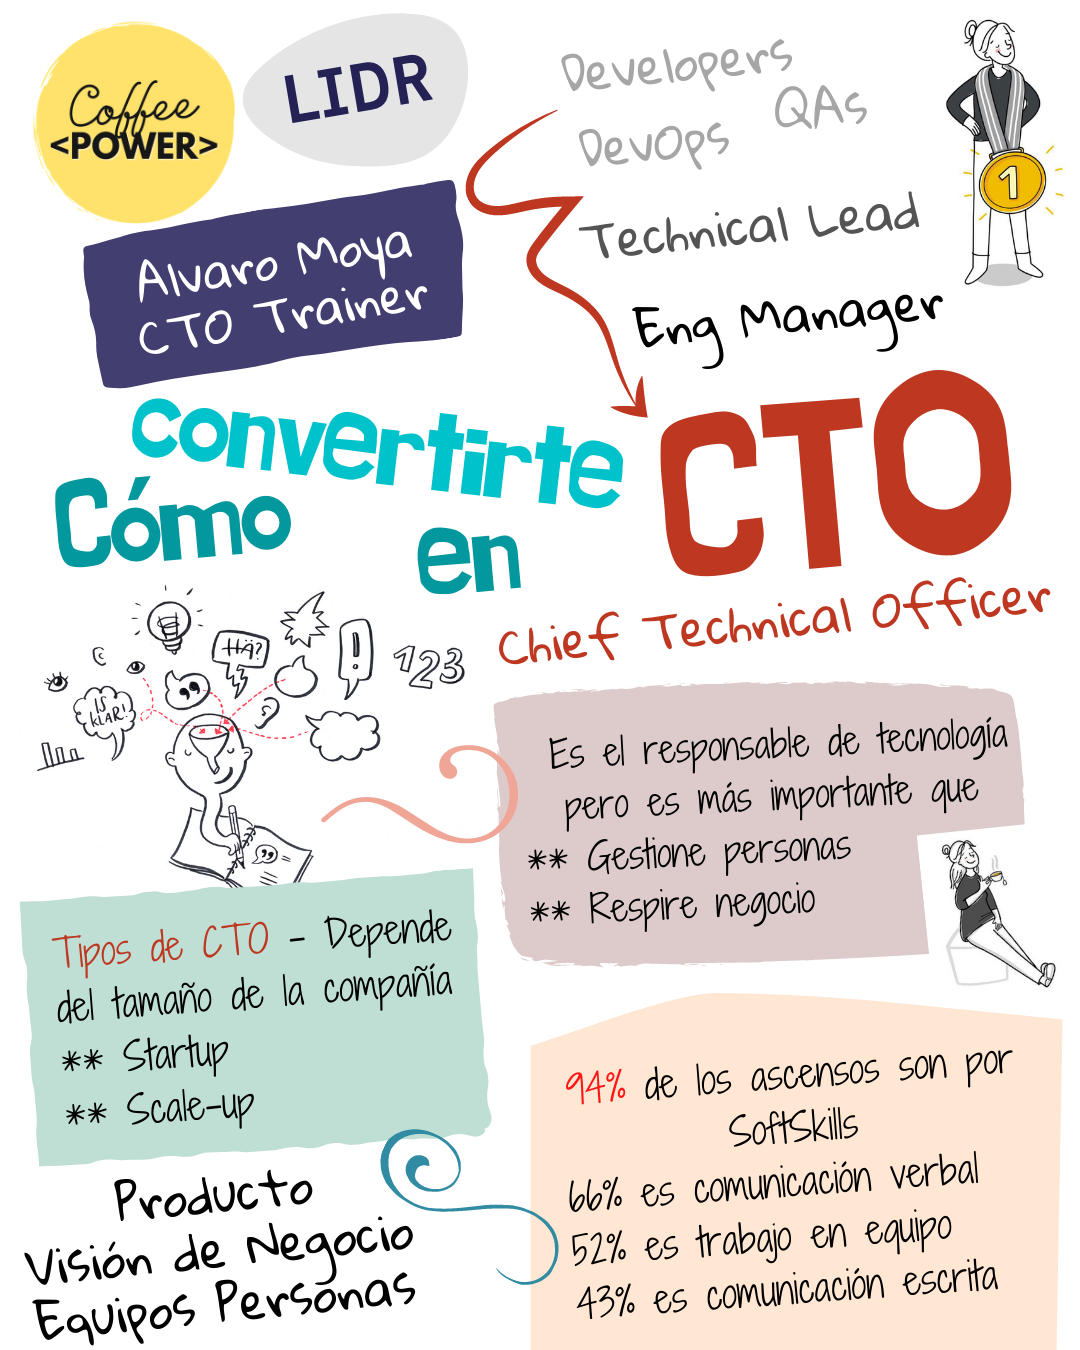 Coffee
<POWER>
LIDR
Developers
QAs
DevOps
Technical Lead
Eng Manager
1
Alvaro Moya
CTO Trainer
Cómo
convertirte
en
CTO
Chief Technical Officer
HÄ?
!
123
IS
KLAR!
Es el responsable de tecnología
pero es más importante que
** Gestione personas
** Respire negocio
Tipos de CTO - Depende
del tamaño de la compañía
** Startup
** Scale-up
94% de los ascensos son por
SoftSkills
66% es comunicación verbal
52% es trabajo en equipo
43% es comunicación escrita
Producto
Visión de Negocio
Equipos Personas